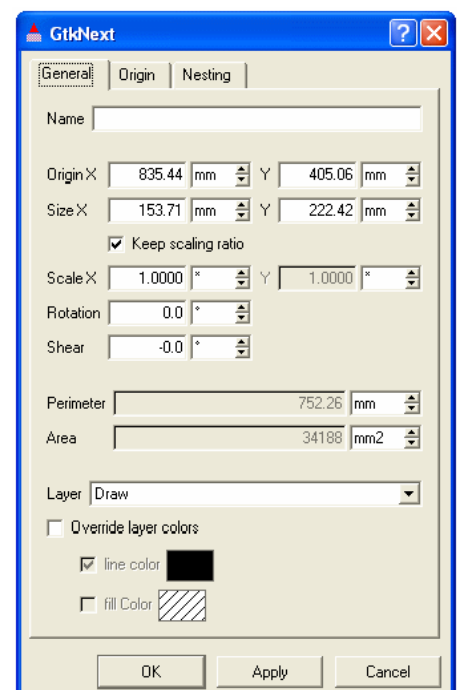 GtkNext
General Origin Nesting
Name
Origin X 835.44 mm Y 405.06 mm
Size X 153.71 mm Y 222.42 mm
Keep scaling ratio
Scale X 1.0000 * Y 1.0000 *
Rotation 0.0 *
Shear -0.0 *
Perimeter 752.26 mm
Area 34188 mm2
Layer Draw
Override layer colors
line color
fill Color
OK Apply Cancel